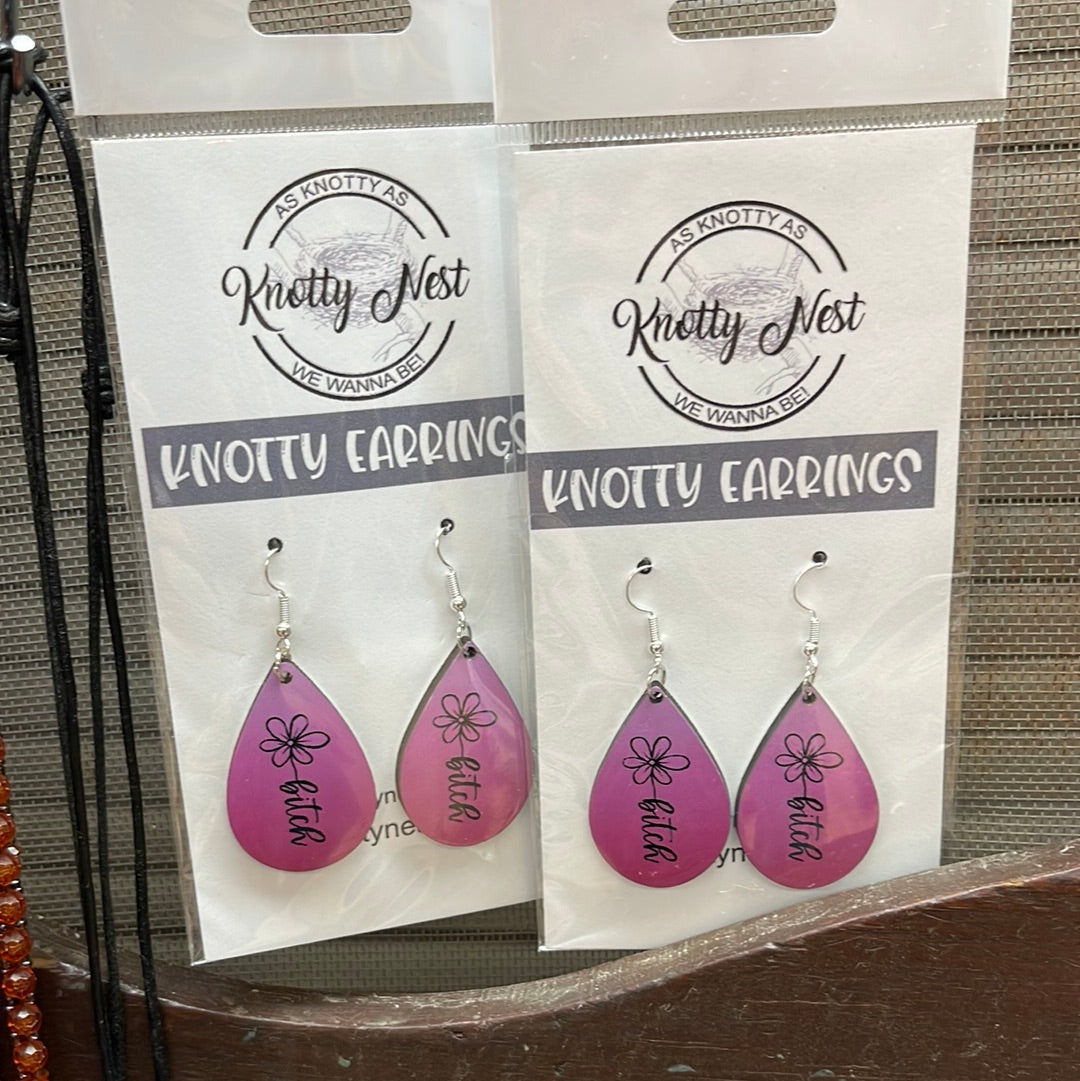 AS KNOTTY AS
Knotty Nest
WE WANNA BE!
KNOTTY EARRINGS
bitch
bitch
AS KNOTTY AS
Knotty Nest
WE WANNA BE!
KNOTTY EARRINGS
bitch
bitch